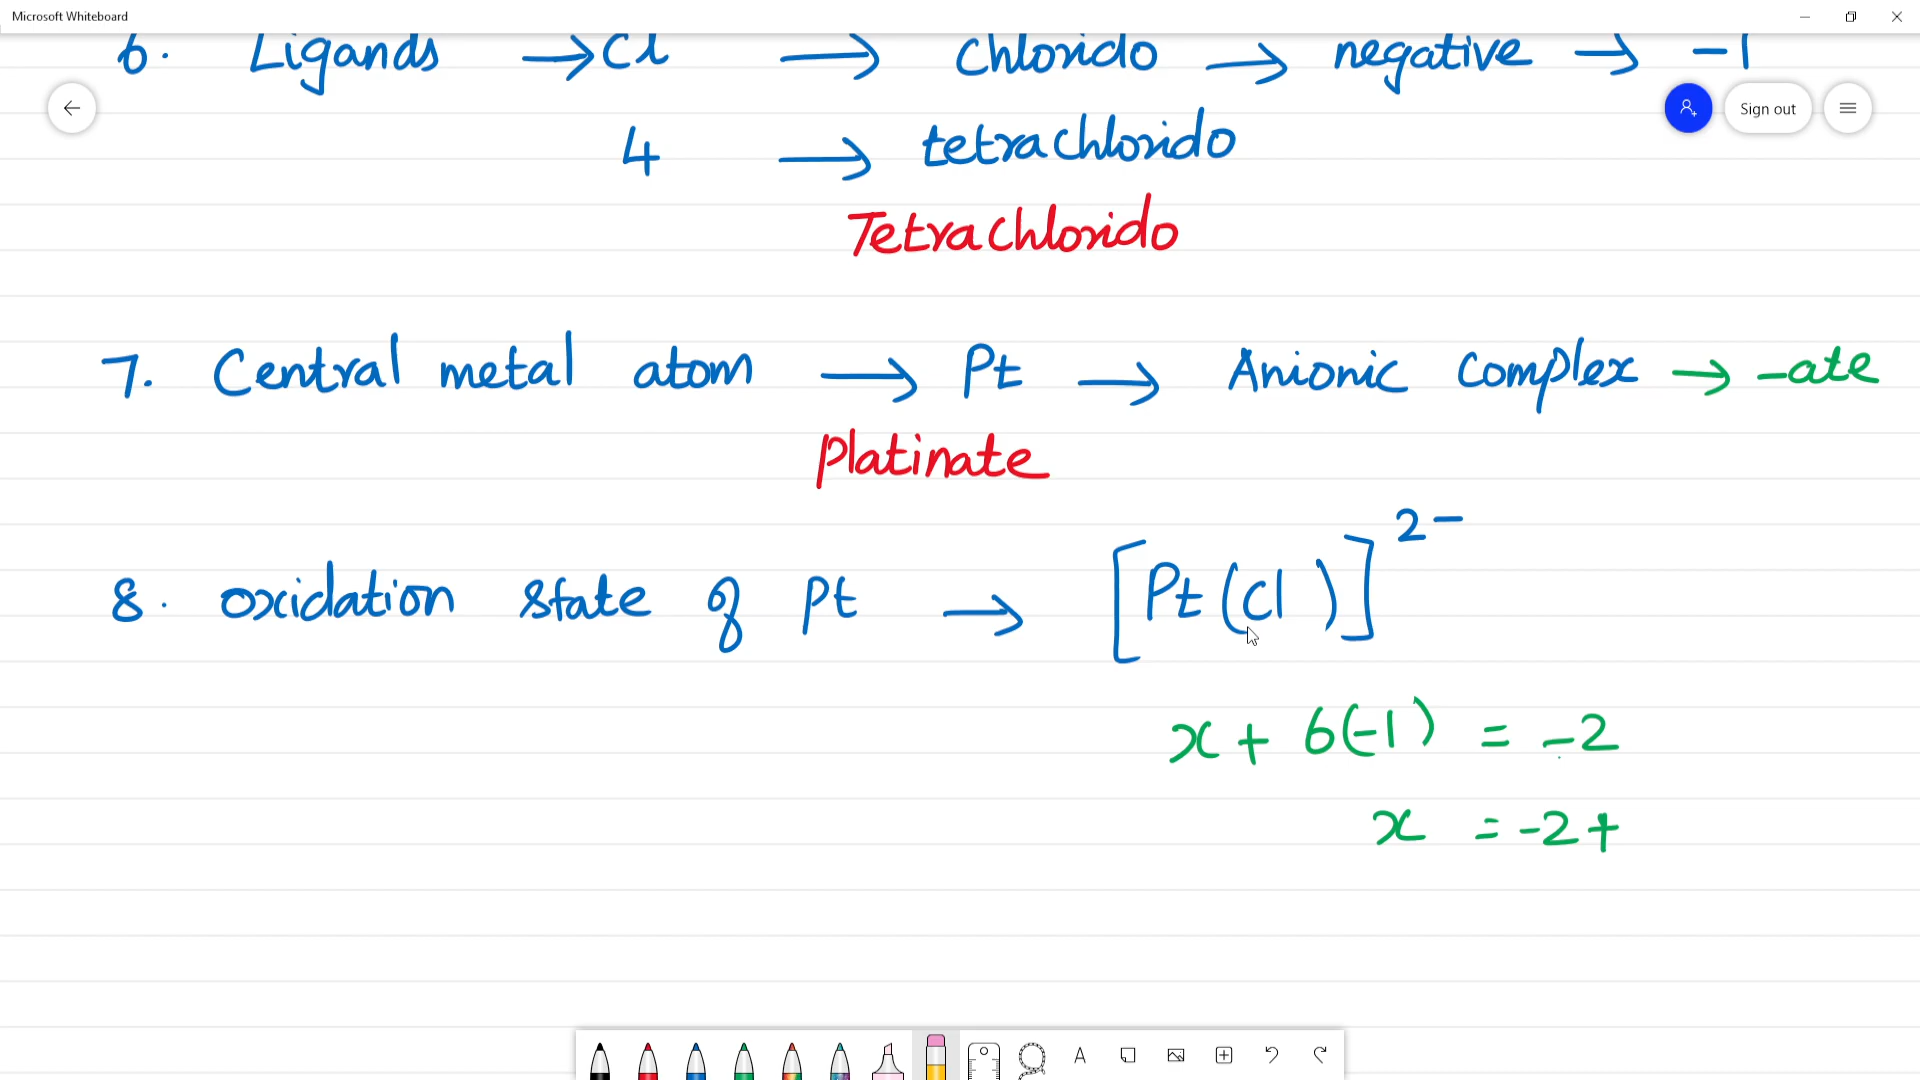 Microsoft Whiteboard
6. Ligands → Cl → Chlorido → negative → -1
Sign out
4 → tetrachlorido
Tetrachlorido
7. Central metal atom → Pt → Anionic complex → -ate
Platinate
8. oxidation state of Pt → [Pt(Cl )]²⁻
x + 6(-1) = -2
x = -2 +